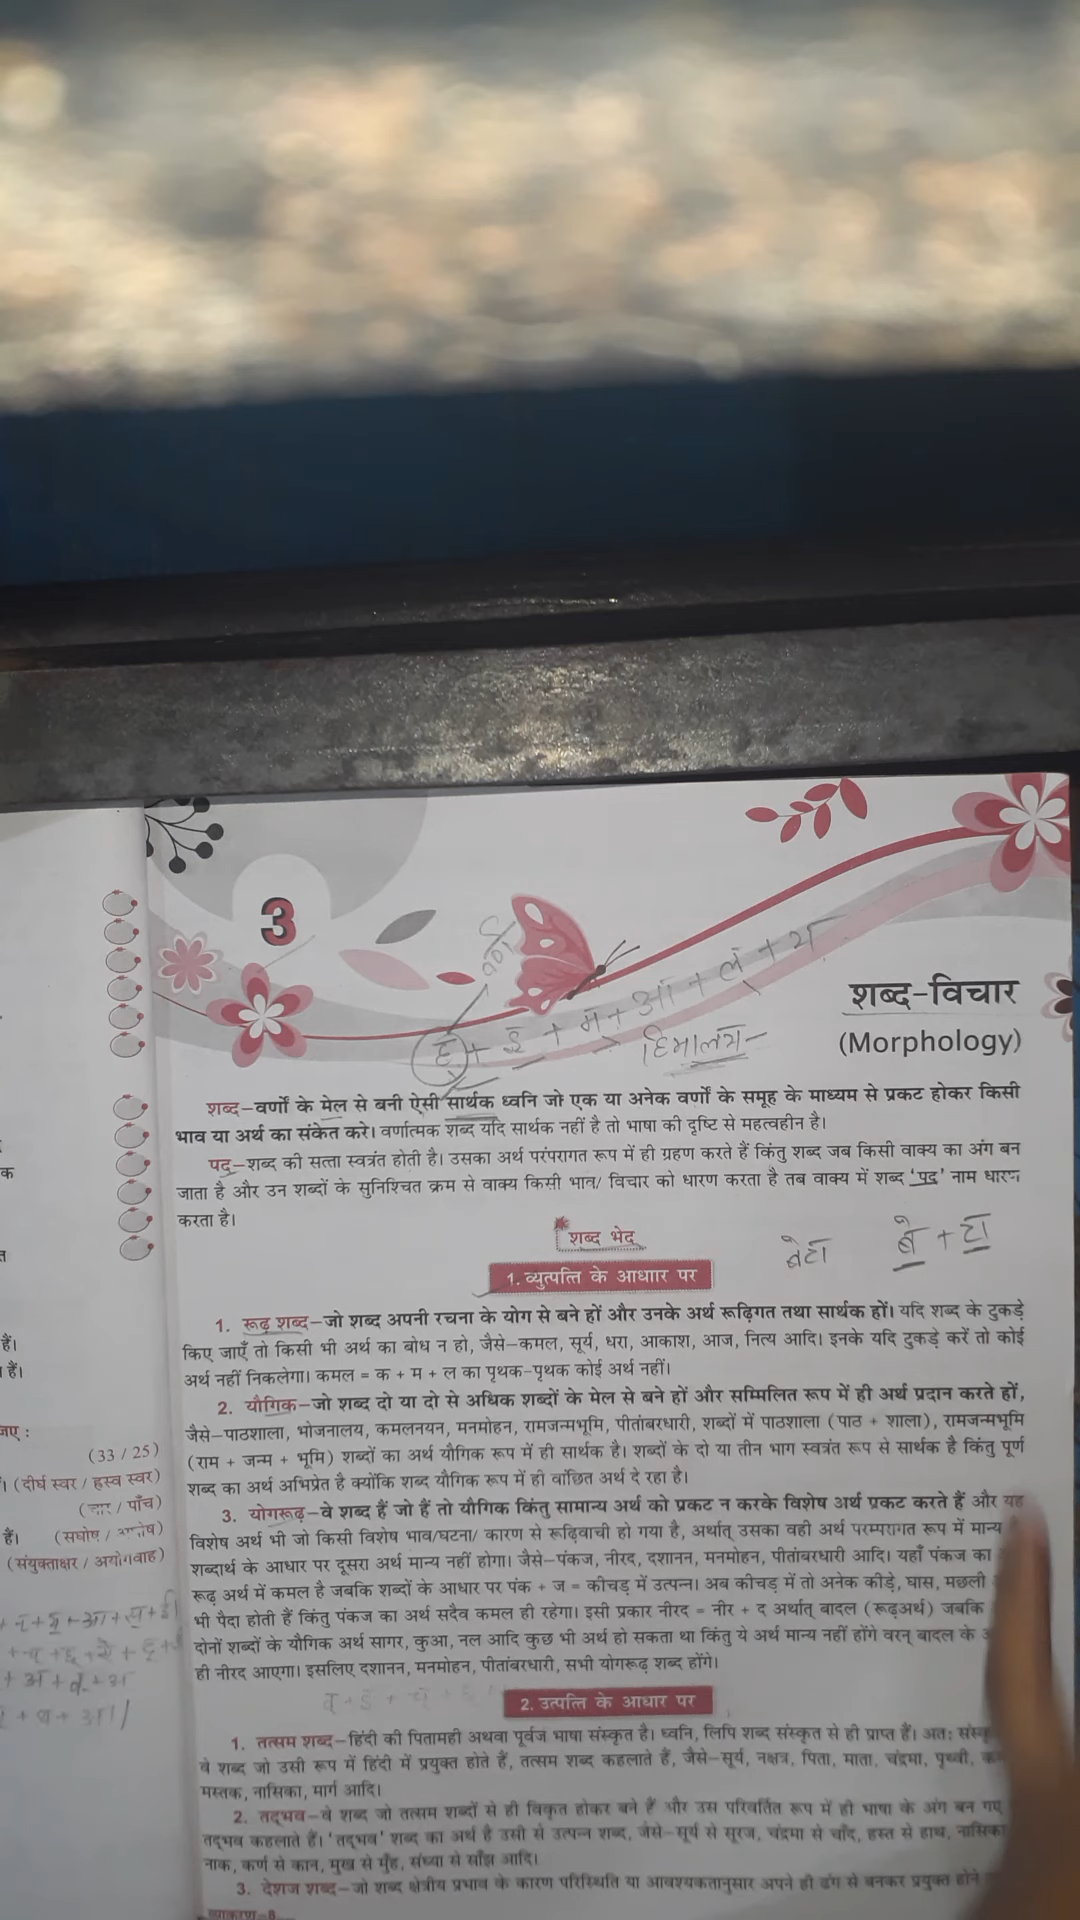 3
वर्ण
ह् + इ + म् + आ + ल् + य
हिमालय
शब्द-विचार
(Morphology)
शब्द–वर्णों के मेल से बनी ऐसी सार्थक ध्वनि जो एक या अनेक वर्णों के समूह के माध्यम से प्रकट होकर किसी
भाव या अर्थ का संकेत करे। वर्णात्मक शब्द यदि सार्थक नहीं है तो भाषा की दृष्टि से महत्वहीन है।
पद–शब्द की सत्ता स्वत्रंत होती है। उसका अर्थ परंपरागत रूप में ही ग्रहण करते हैं किंतु शब्द जब किसी वाक्य का अंग बन
जाता है और उन शब्दों के सुनिश्चित क्रम से वाक्य किसी भाव/ विचार को धारण करता है तब वाक्य में शब्द 'पद' नाम धारण
करता है।
शब्द भेद
बेटा बे + टा
1. व्युत्पत्ति के आधाार पर
1. रूढ़ शब्द–जो शब्द अपनी रचना के योग से बने हों और उनके अर्थ रूढ़िगत तथा सार्थक हों। यदि शब्द के टुकड़े
किए जाएँ तो किसी भी अर्थ का बोध न हो, जैसे–कमल, सूर्य, धरा, आकाश, आज, नित्य आदि। इनके यदि टुकड़े करें तो कोई
अर्थ नहीं निकलेगा। कमल = क + म + ल का पृथक-पृथक कोई अर्थ नहीं।
2. यौगिक–जो शब्द दो या दो से अधिक शब्दों के मेल से बने हों और सम्मिलित रूप में ही अर्थ प्रदान करते हों,
जैसे–पाठशाला, भोजनालय, कमलनयन, मनमोहन, रामजन्मभूमि, पीतांबरधारी, शब्दों में पाठशाला (पाठ + शाला), रामजन्मभूमि
(राम + जन्म + भूमि) शब्दों का अर्थ यौगिक रूप में ही सार्थक है। शब्दों के दो या तीन भाग स्वत्रंत रूप से सार्थक है किंतु पूर्ण
शब्द का अर्थ अभिप्रेत है क्योंकि शब्द यौगिक रूप में ही वांछित अर्थ दे रहा है।
3. योगरूढ़–वे शब्द हैं जो हैं तो यौगिक किंतु सामान्य अर्थ को प्रकट न करके विशेष अर्थ प्रकट करते हैं और यह
विशेष अर्थ भी जो किसी विशेष भाव/घटना/ कारण से रूढ़िवाची हो गया है, अर्थात् उसका वही अर्थ परम्परागत रूप में मान्य
शब्दार्थ के आधार पर दूसरा अर्थ मान्य नहीं होगा। जैसे–पंकज, नीरद, दशानन, मनमोहन, पीतांबरधारी आदि। यहाँ पंकज का
रूढ़ अर्थ में कमल है जबकि शब्दों के आधार पर पंक + ज = कीचड़ में उत्पन्न। अब कीचड़ में तो अनेक कीड़े, घास, मछली
भी पैदा होती हैं किंतु पंकज का अर्थ सदैव कमल ही रहेगा। इसी प्रकार नीरद = नीर + द अर्थात् बादल (रूढ़अर्थ) जबकि
दोनों शब्दों के यौगिक अर्थ सागर, कुआ, नल आदि कुछ भी अर्थ हो सकता था किंतु ये अर्थ मान्य नहीं होंगे वरन् बादल के
ही नीरद आएगा। इसलिए दशानन, मनमोहन, पीतांबरधारी, सभी योगरूढ़ शब्द होंगे।
2. उत्पत्ति के आधार पर
1. तत्सम शब्द–हिंदी की पितामही अथवा पूर्वज भाषा संस्कृत है। ध्वनि, लिपि शब्द संस्कृत से ही प्राप्त हैं। अतः
वे शब्द जो उसी रूप में हिंदी में प्रयुक्त होते हैं, तत्सम शब्द कहलाते हैं, जैसे–सूर्य, नक्षत्र, पिता, माता, चंद्रमा, पृथ्वी,
मस्तक, नासिका, मार्ग आदि।
2. तद्भव–वे शब्द जो तत्सम शब्दों से ही विकृत होकर बने हैं और उस परिवर्तित रूप में ही भाषा के अंग बन गए
तद्भव कहलाते हैं। 'तद्भव' शब्द का अर्थ है उसी से उत्पन्न शब्द, जैसे–सूर्य से सूरज, चंद्रमा से चाँद, हस्त से हाथ, नासिका
नाक, कर्ण से कान, मुख से मुँह, संध्या से साँझ आदि।
3. देशज शब्द–जो शब्द क्षेत्रीय प्रभाव के कारण परिस्थिति या आवश्यकतानुसार अपने ही ढंग से बनकर प्रयुक्त होने
व्याकरण–8
क
हैं।
हैं।
(33 / 25)
(दीर्घ स्वर / ह्रस्व स्वर)
(चार / पाँच)
हैं। (सघोष / अघोष)
(संयुक्ताक्षर / अयोगवाह)